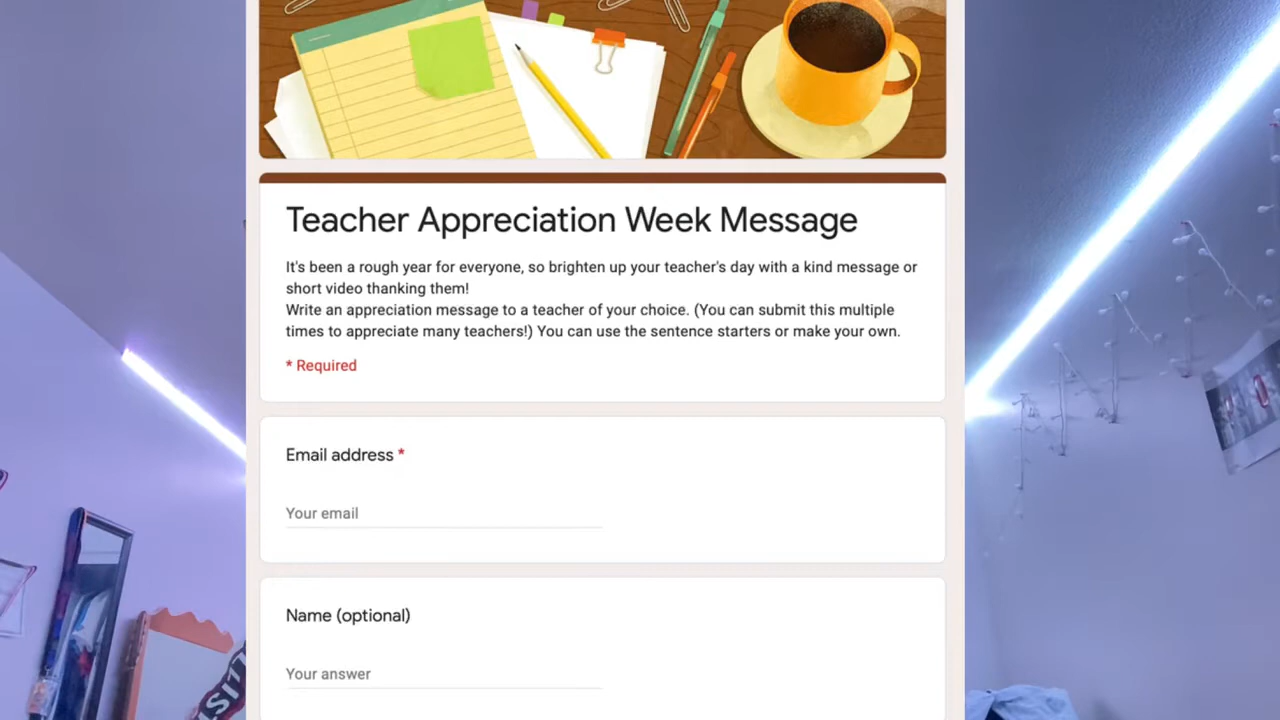 Teacher Appreciation Week Message
It's been a rough year for everyone, so brighten up your teacher's day with a kind message or
short video thanking them!
Write an appreciation message to a teacher of your choice. (You can submit this multiple
times to appreciate many teachers!) You can use the sentence starters or make your own.
* Required
Email address *
Your email
Name (optional)
Your answer